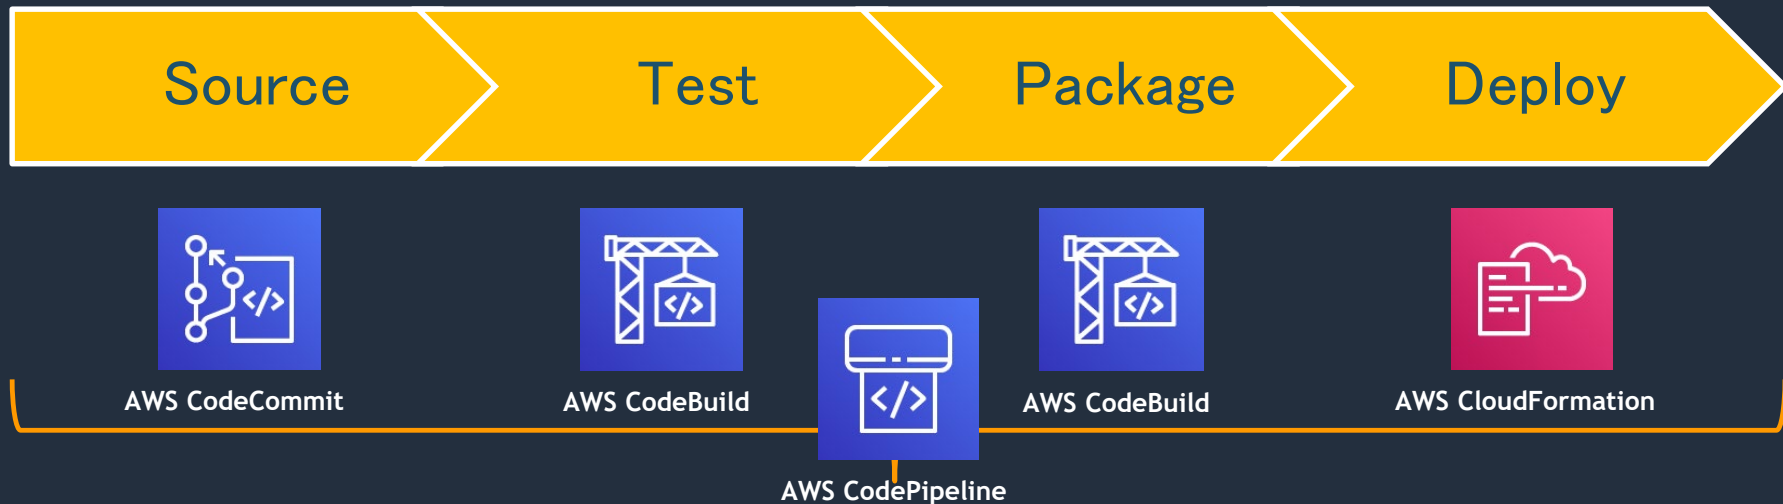 Source
Test
Package
Deploy
</>
</>
</>
</>
AWS CodeCommit
AWS CodeBuild
AWS CodeBuild
AWS CloudFormation
AWS CodePipeline